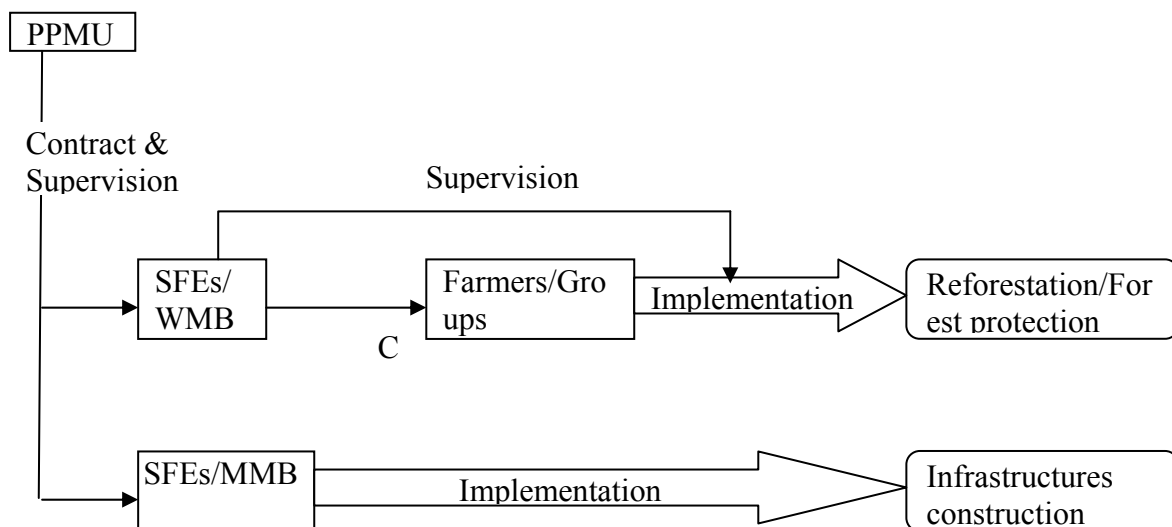 PPMU
Contract &
Supervision
Supervision
SFEs/
WMB
C
Farmers/Gro
ups
Implementation
Reforestation/For
est protection
SFEs/MMB
Implementation
Infrastructures
construction